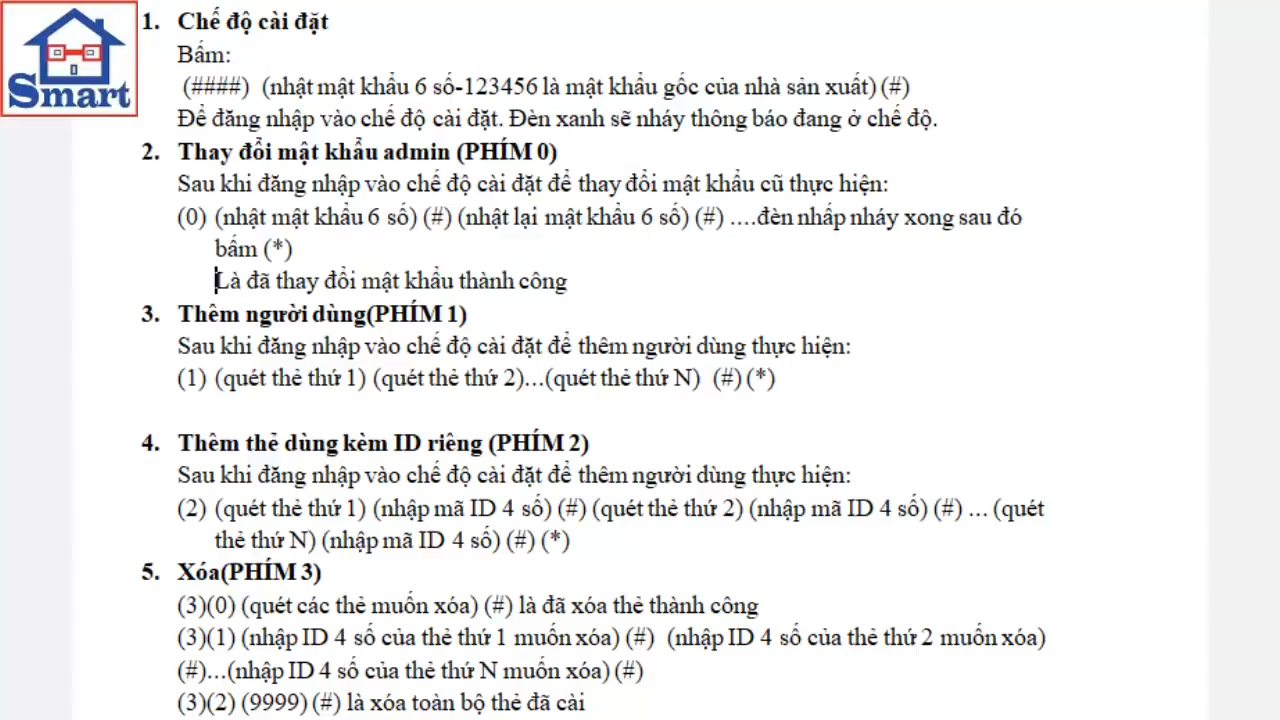 Smart
1. Chế độ cài đặt
Bấm:
(####) (nhật mật khẩu 6 số-123456 là mật khẩu gốc của nhà sản xuất) (#)
Để đăng nhập vào chế độ cài đặt. Đèn xanh sẽ nháy thông báo đang ở chế độ.
2. Thay đổi mật khẩu admin (PHÍM 0)
Sau khi đăng nhập vào chế độ cài đặt để thay đổi mật khẩu cũ thực hiện:
(0) (nhật mật khẩu 6 số) (#) (nhật lại mật khẩu 6 số) (#) ....đèn nhấp nháy xong sau đó
bấm (*)
Là đã thay đổi mật khẩu thành công
3. Thêm người dùng(PHÍM 1)
Sau khi đăng nhập vào chế độ cài đặt để thêm người dùng thực hiện:
(1) (quét thẻ thứ 1) (quét thẻ thứ 2)...(quét thẻ thứ N) (#) (*)
4. Thêm thẻ dùng kèm ID riêng (PHÍM 2)
Sau khi đăng nhập vào chế độ cài đặt để thêm người dùng thực hiện:
(2) (quét thẻ thứ 1) (nhập mã ID 4 số) (#) (quét thẻ thứ 2) (nhập mã ID 4 số) (#) ... (quét
thẻ thứ N) (nhập mã ID 4 số) (#) (*)
5. Xóa(PHÍM 3)
(3)(0) (quét các thẻ muốn xóa) (#) là đã xóa thẻ thành công
(3)(1) (nhập ID 4 số của thẻ thứ 1 muốn xóa) (#) (nhập ID 4 số của thẻ thứ 2 muốn xóa)
(#)...(nhập ID 4 số của thẻ thứ N muốn xóa) (#)
(3)(2) (9999) (#) là xóa toàn bộ thẻ đã cài